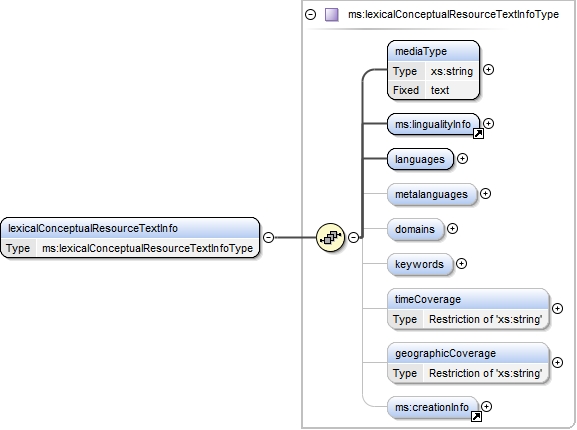 ms:lexicalConceptualResourceTextInfoType
mediaType
Type xs:string
Fixed text
ms:lingualityInfo
languages
metalanguages
domains
lexicalConceptualResourceTextInfo
Type ms:lexicalConceptualResourceTextInfoType
keywords
timeCoverage
Type Restriction of 'xs:string'
geographicCoverage
Type Restriction of 'xs:string'
ms:creationInfo